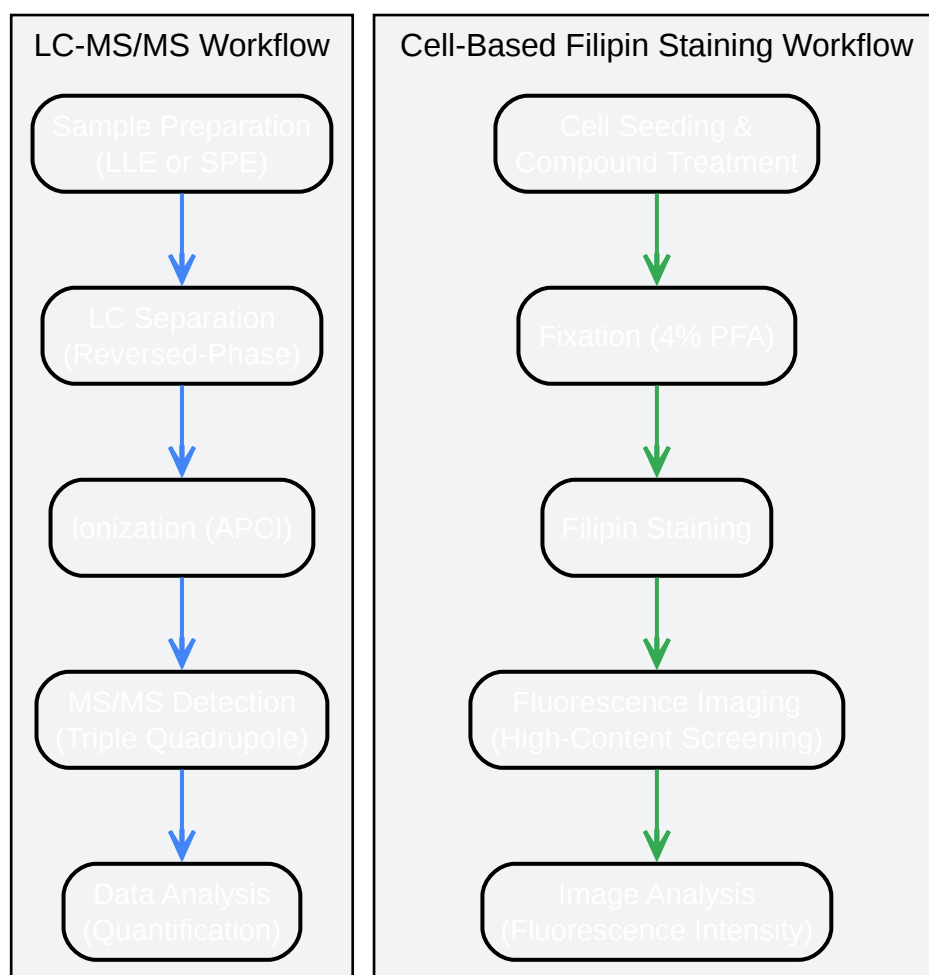 LC-MS/MS Workflow
Sample Preparation
(LLE or SPE)
LC Separation
(Reversed-Phase)
Ionization (APCI)
MS/MS Detection
(Triple Quadrupole)
Data Analysis
(Quantification)
Cell-Based Filipin Staining Workflow
Cell Seeding &
Compound Treatment
Fixation (4% PFA)
Filipin Staining
Fluorescence Imaging
(High-Content Screening)
Image Analysis
(Fluorescence Intensity)